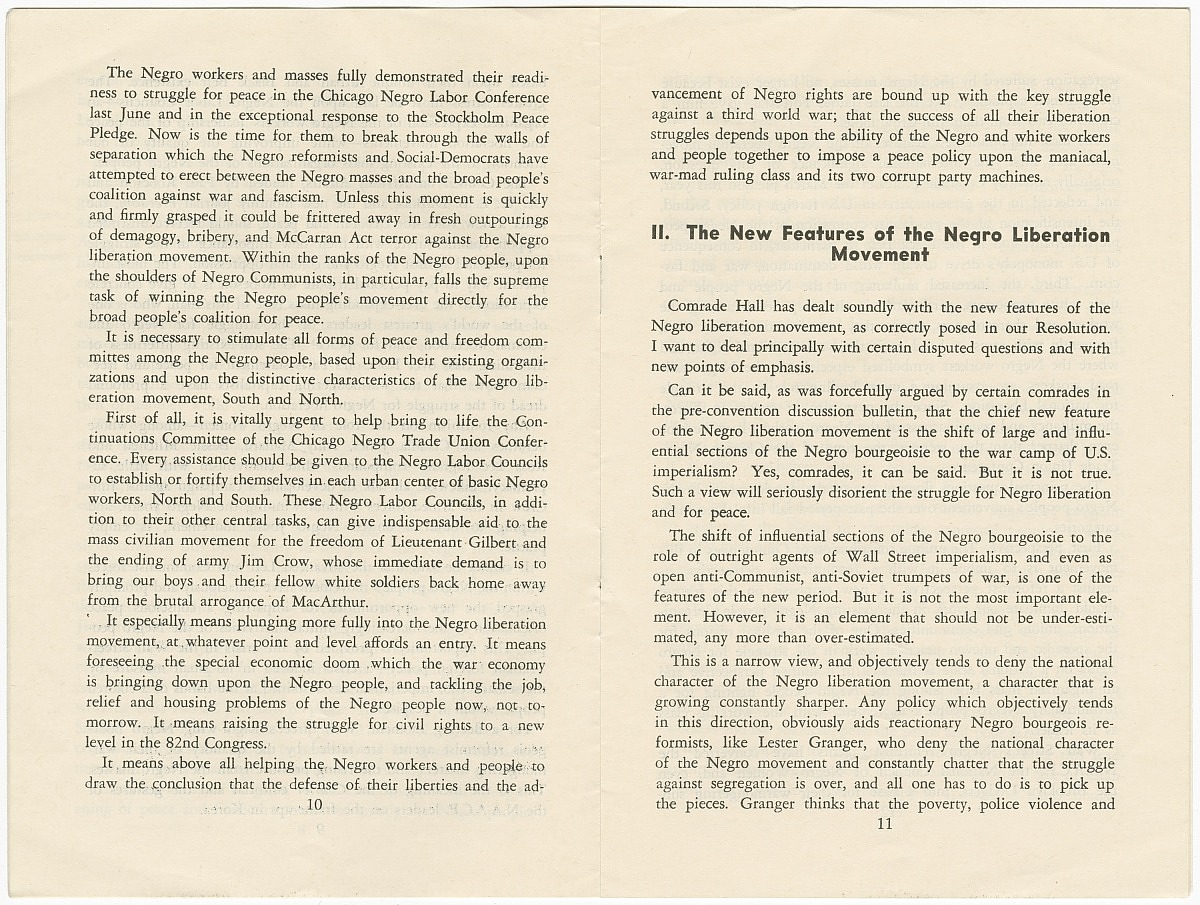 The Negro workers and masses fully demonstrated their readi-
ness to struggle for peace in the Chicago Negro Labor Conference
last June and in the exceptional response to the Stockholm Peace
Pledge. Now is the time for them to break through the walls of
separation which the Negro reformists and Social-Democrats have
attempted to erect between the Negro masses and the broad people's
coalition against war and fascism. Unless this moment is quickly
and firmly grasped it could be frittered away in fresh outpourings
of demagogy, bribery, and McCarran Act terror against the Negro
liberation movement. Within the ranks of the Negro people, upon
the shoulders of Negro Communists, in particular, falls the supreme
task of winning the Negro people's movement directly for the
broad people's coalition for peace.
It is necessary to stimulate all forms of peace and freedom com-
mittes among the Negro people, based upon their existing organi-
zations and upon the distinctive characteristics of the Negro lib-
eration movement, South and North.
First of all, it is vitally urgent to help bring to life the Con-
tinuations Committee of the Chicago Negro Trade Union Confer-
ence. Every assistance should be given to the Negro Labor Councils
to establish or fortify themselves in each urban center of basic Negro
workers, North and South. These Negro Labor Councils, in addi-
tion to their other central tasks, can give indispensable aid to the
mass civilian movement for the freedom of Lieutenant Gilbert and
the ending of army Jim Crow, whose immediate demand is to
bring our boys and their fellow white soldiers back home away
from the brutal arrogance of MacArthur.
It especially means plunging more fully into the Negro liberation
movement, at whatever point and level affords an entry. It means
foreseeing the special economic doom which the war economy
is bringing down upon the Negro people, and tackling the job,
relief and housing problems of the Negro people now, not to-
morrow. It means raising the struggle for civil rights to a new
level in the 82nd Congress.
It means above all helping the Negro workers and people to
draw the conclusion that the defense of their liberties and the ad-
10
vancement of Negro rights are bound up with the key struggle
against a third world war; that the success of all their liberation
struggles depends upon the ability of the Negro and white workers
and people together to impose a peace policy upon the maniacal,
war-mad ruling class and its two corrupt party machines.
II. The New Features of the Negro Liberation
Movement
Comrade Hall has dealt soundly with the new features of the
Negro liberation movement, as correctly posed in our Resolution.
I want to deal principally with certain disputed questions and with
new points of emphasis.
Can it be said, as was forcefully argued by certain comrades in
the pre-convention discussion bulletin, that the chief new feature
of the Negro liberation movement is the shift of large and influ-
ential sections of the Negro bourgeoisie to the war camp of U.S.
imperialism? Yes, comrades, it can be said. But it is not true.
Such a view will seriously disorient the struggle for Negro liberation
and for peace.
The shift of influential sections of the Negro bourgeoisie to the
role of outright agents of Wall Street imperialism, and even as
open anti-Communist, anti-Soviet trumpets of war, is one of the
features of the new period. But it is not the most important ele-
ment. However, it is an element that should not be under-esti-
mated, any more than over-estimated.
This is a narrow view, and objectively tends to deny the national
character of the Negro liberation movement, a character that is
growing constantly sharper. Any policy which objectively tends
in this direction, obviously aids reactionary Negro bourgeois re-
formists, like Lester Granger, who deny the national character
of the Negro movement and constantly chatter that the struggle
against segregation is over, and all one has to do is to pick up
the pieces. Granger thinks that the poverty, police violence and
11